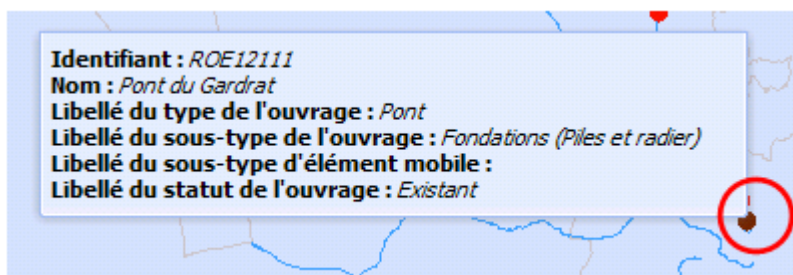 Identifiant : ROE12111
Nom : Pont du Gardrat
Libellé du type de l'ouvrage : Pont
Libellé du sous-type de l'ouvrage : Fondations (Piles et radier)
Libellé du sous-type d'élément mobile :
Libellé du statut de l'ouvrage : Existant